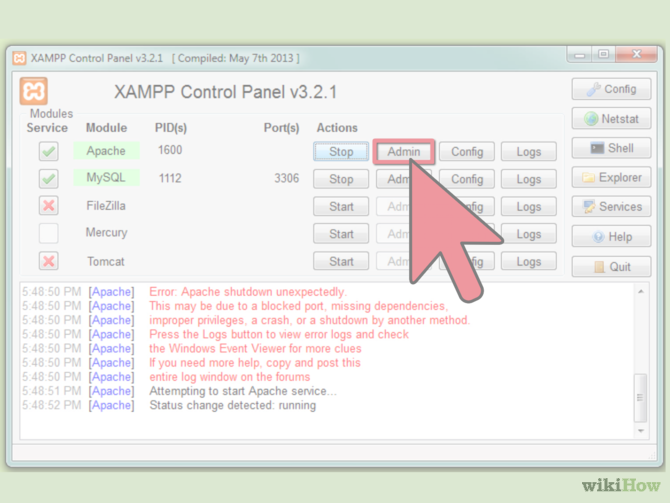 XAMPP Control Panel v3.2.1 [ Compiled: May 7th 2013 ]
XAMPP Control Panel v3.2.1
Config
Modules
Service Module PID(s) Port(s) Actions
Netstat
Apache 1600 Stop Admin Config Logs
Shell
MySQL 1112 3306 Stop Adm Config Logs
Explorer
FileZilla Start Adm fig Logs
Services
Mercury Start Adm Logs
Help
Tomcat Start Adm fig Logs
Quit
5:48:50 PM [Apache] Error: Apache shutdown unexpectedly.
5:48:50 PM [Apache] This may be due to a blocked port, missing dependencies,
5:48:50 PM [Apache] improper privileges, a crash, or a shutdown by another method.
5:48:50 PM [Apache] Press the Logs button to view error logs and check
5:48:50 PM [Apache] the Windows Event Viewer for more clues
5:48:50 PM [Apache] If you need more help, copy and post this
5:48:50 PM [Apache] entire log window on the forums
5:48:51 PM [Apache] Attempting to start Apache service...
5:48:52 PM [Apache] Status change detected: running
wikiHow